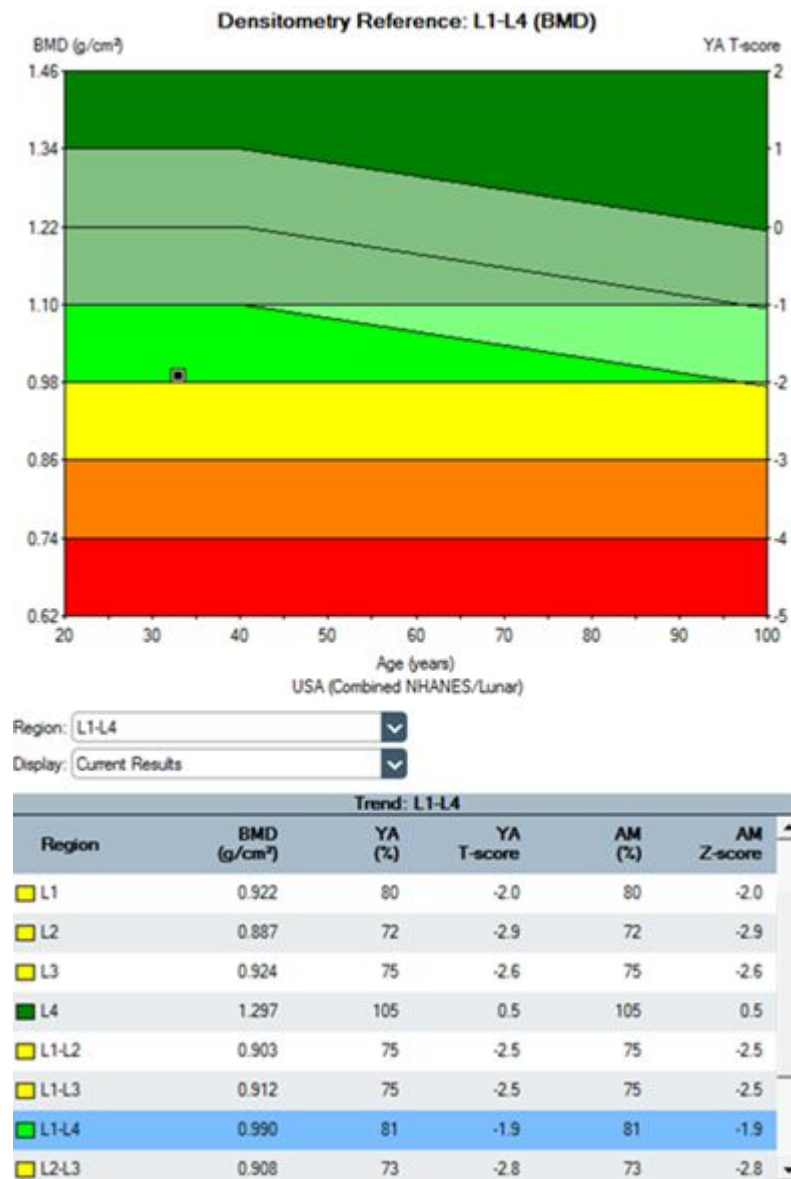 Densitometry Reference: L1-L4 (BMD)
BMD (g/cm²) YA T-score
1.46 2
1.34 1
1.22 0
1.10 -1
0.98 -2
0.86 -3
0.74 -4
0.62 -5
20 30 40 50 60 70 80 90 100
Age (years)
USA (Combined NHANES/Lunar)
Region: L1-L4
Display: Current Results
Trend: L1-L4
Region BMD (g/cm²) YA (%) YA T-score AM (%) AM Z-score
L1 0.922 80 -2.0 80 -2.0
L2 0.887 72 -2.9 72 -2.9
L3 0.924 75 -2.6 75 -2.6
L4 1.297 105 0.5 105 0.5
L1-L2 0.903 75 -2.5 75 -2.5
L1-L3 0.912 75 -2.5 75 -2.5
L1-L4 0.990 81 -1.9 81 -1.9
L2-L3 0.908 73 -2.8 73 -2.8